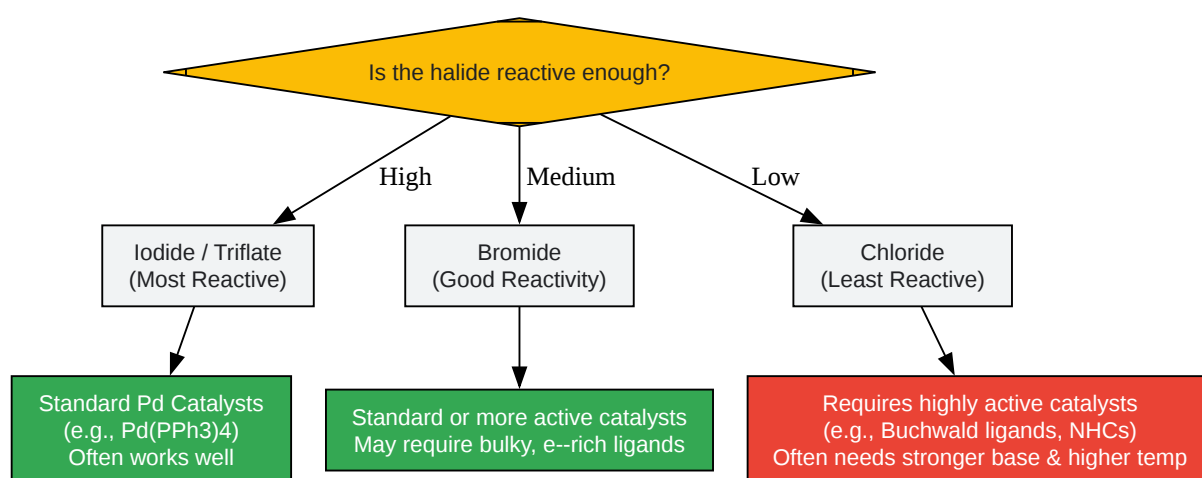 Is the halide reactive enough?
High
Medium
Low
Iodide / Triflate
(Most Reactive)
Bromide
(Good Reactivity)
Chloride
(Least Reactive)
Standard Pd Catalysts
(e.g., Pd(PPh3)4)
Often works well
Standard or more active catalysts
May require bulky, e--rich ligands
Requires highly active catalysts
(e.g., Buchwald ligands, NHCs)
Often needs stronger base & higher temp